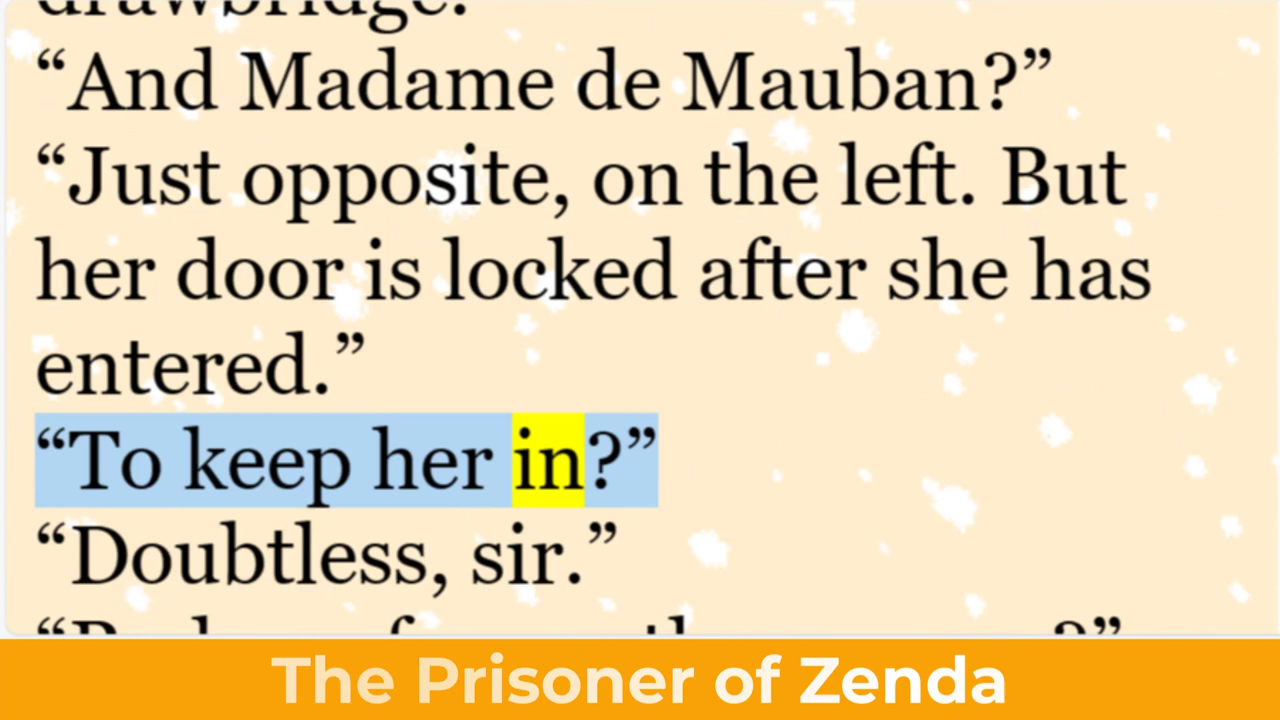 drawbridge.
“And Madame de Mauban?”
“Just opposite, on the left. But
her door is locked after she has
entered.”
“To keep her in?”
“Doubtless, sir.”
The Prisoner of Zenda